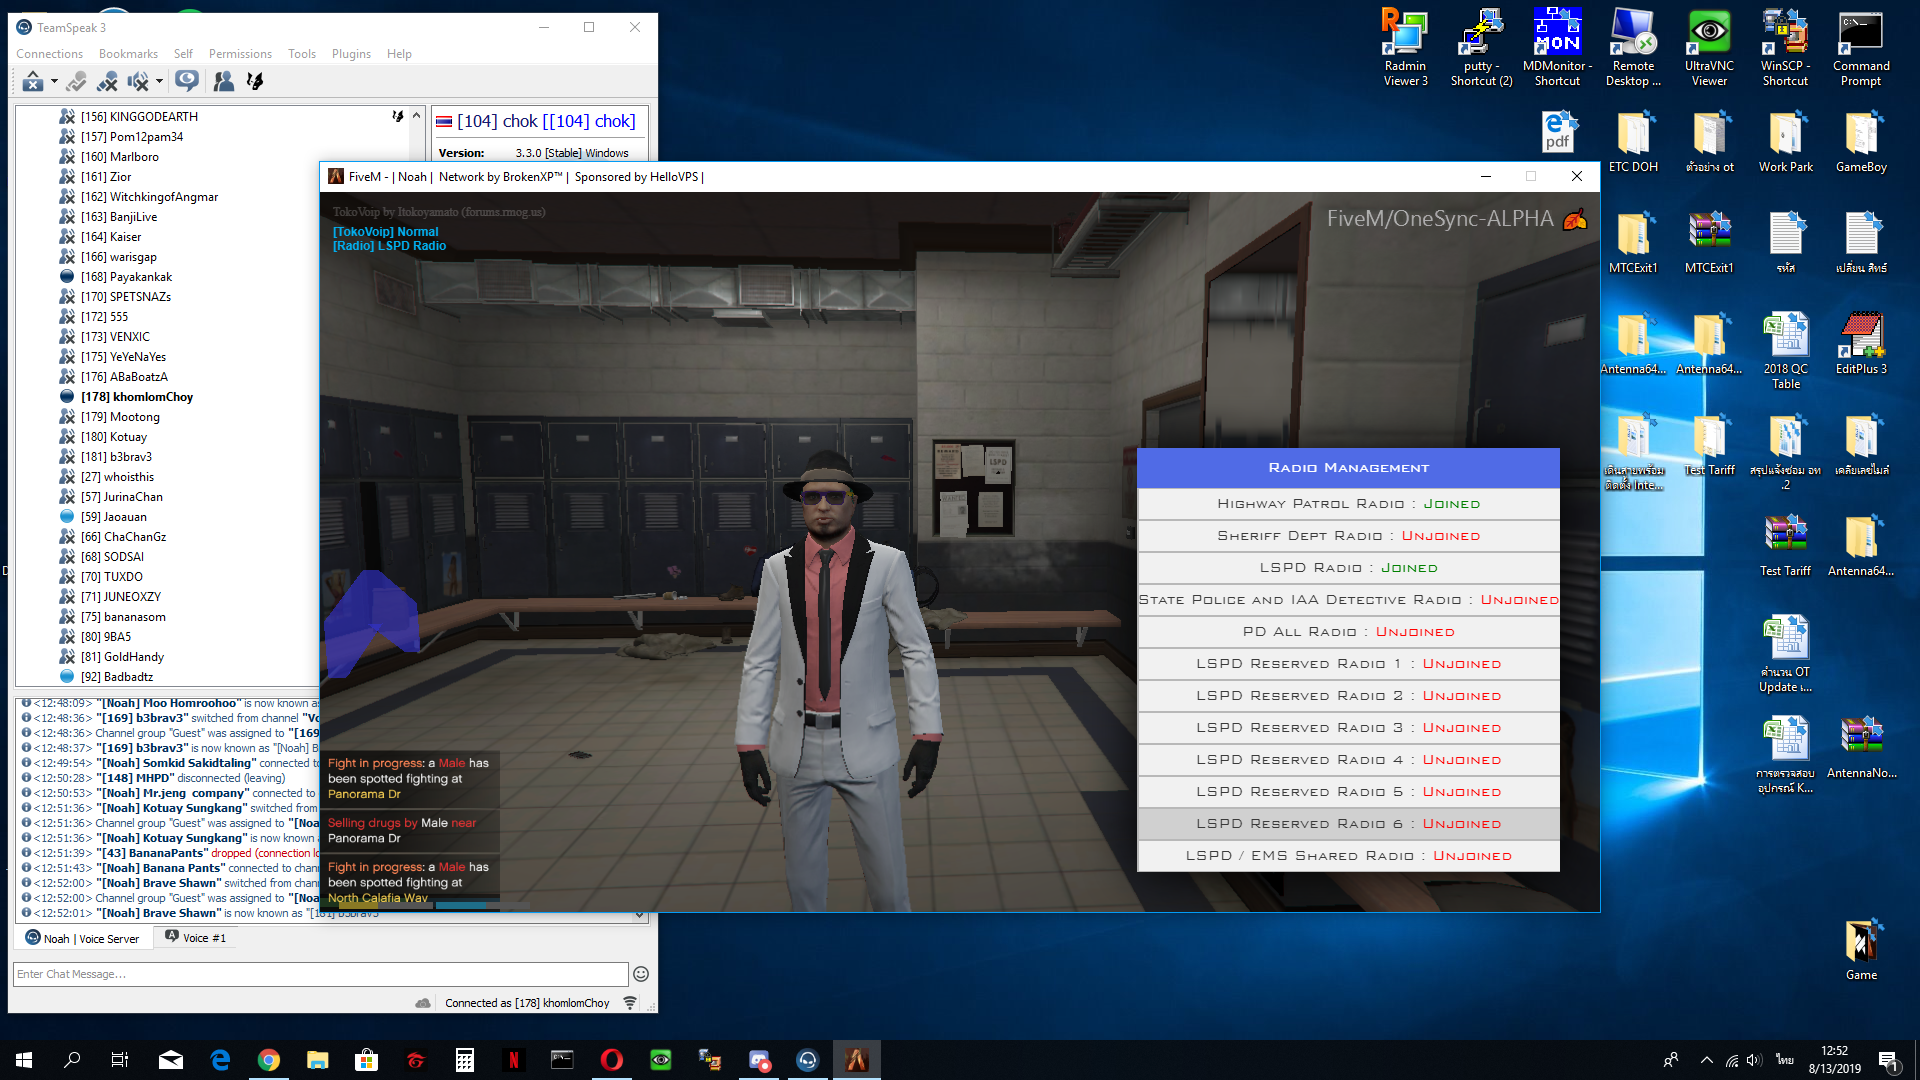 TeamSpeak 3
Connections Bookmarks Self Permissions Tools Plugins Help
[156] KINGGODEARTH
[157] Pom12pam34
[160] Marlboro
[161] Zior
[162] WitchkingofAngmar
[163] BanjiLive
[164] Kaiser
[166] warisgap
[168] Payakankak
[170] SPETSNAZs
[172] 555
[173] VENXIC
[175] YeYeNaYes
[176] ABaBoatzA
[178] khomlomChoy
[179] Mootong
[180] Kotuay
[181] b3brav3
[27] whoisthis
[57] JurinaChan
[59] Jaoauan
[66] ChaChanGz
[68] SODSAI
[70] TUXDO
[71] JUNEOXZY
[75] bananasom
[80] 9BA5
[81] GoldHandy
[92] Badbadtz
[104] chok [[104] chok]
Version: 3.3.0 [Stable] Windows
<12:48:09> "[Noah] Moo Homroohoo" is now known as
<12:48:36> "[169] b3brav3" switched from channel "Vo
<12:48:36> Channel group "Guest" was assigned to "[169
<12:48:37> "[169] b3brav3" is now known as "[Noah] B
<12:49:54> "[Noah] Somkid Sakidtaling" connected to
<12:50:28> "[148] MHPD" disconnected (leaving)
<12:50:53> "[Noah] Mr.jeng company" connected to
<12:51:36> "[Noah] Kotuay Sungkang" switched from
<12:51:36> Channel group "Guest" was assigned to "[Noa
<12:51:36> "[Noah] Kotuay Sungkang" is now known a
<12:51:39> "[43] BananaPants" dropped (connection lo
<12:51:43> "[Noah] Banana Pants" connected to chan
<12:52:00> "[Noah] Brave Shawn" switched from chan
<12:52:00> Channel group "Guest" was assigned to "[Noa
<12:52:01> "[Noah] Brave Shawn" is now known as "[181] b3brav3"
Noah | Voice Server
Voice #1
Enter Chat Message...
Connected as [178] khomlomChoy
FiveM - | Noah | Network by BrokenXP™ | Sponsored by HelloVPS |
TokoVoip by Itokoyamato (forums.rmog.us)
[TokoVoip] Normal
[Radio] LSPD Radio
FiveM/OneSync-ALPHA
LSPD
Fight in progress: a Male has
been spotted fighting at
Panorama Dr
Selling drugs by Male near
Panorama Dr
Fight in progress: a Male has
been spotted fighting at
North Calafia Way
Radio Management
Highway Patrol Radio : Joined
Sheriff Dept Radio : Unjoined
LSPD Radio : Joined
State Police and IAA Detective Radio : Unjoined
PD All Radio : Unjoined
LSPD Reserved Radio 1 : Unjoined
LSPD Reserved Radio 2 : Unjoined
LSPD Reserved Radio 3 : Unjoined
LSPD Reserved Radio 4 : Unjoined
LSPD Reserved Radio 5 : Unjoined
LSPD Reserved Radio 6 : Unjoined
LSPD / EMS Shared Radio : Unjoined
Radmin Viewer 3
putty - Shortcut (2)
MDMonitor - Shortcut
Remote Desktop ...
UltraVNC Viewer
WinSCP - Shortcut
Command Prompt
pdf
ETC DOH
ตัวอย่าง ot
Work Park
GameBoy
MTCExit1
MTCExit1
รหัส
เปลี่ยน สิทธ์
Antenna64...
Antenna64...
2018 QC Table
EditPlus 3
เดินสายพร้อม ติดตั้ง Inte...
Test Tariff
สรุปแจ้งซ่อม อท .2
เคลียเลขไมล์
Test Tariff
Antenna64...
คำนวน OT Update เ...
การตรวจสอบ อุปกรณ์ K...
AntennaNo...
Game
ไทย
12:52
8/13/2019
1